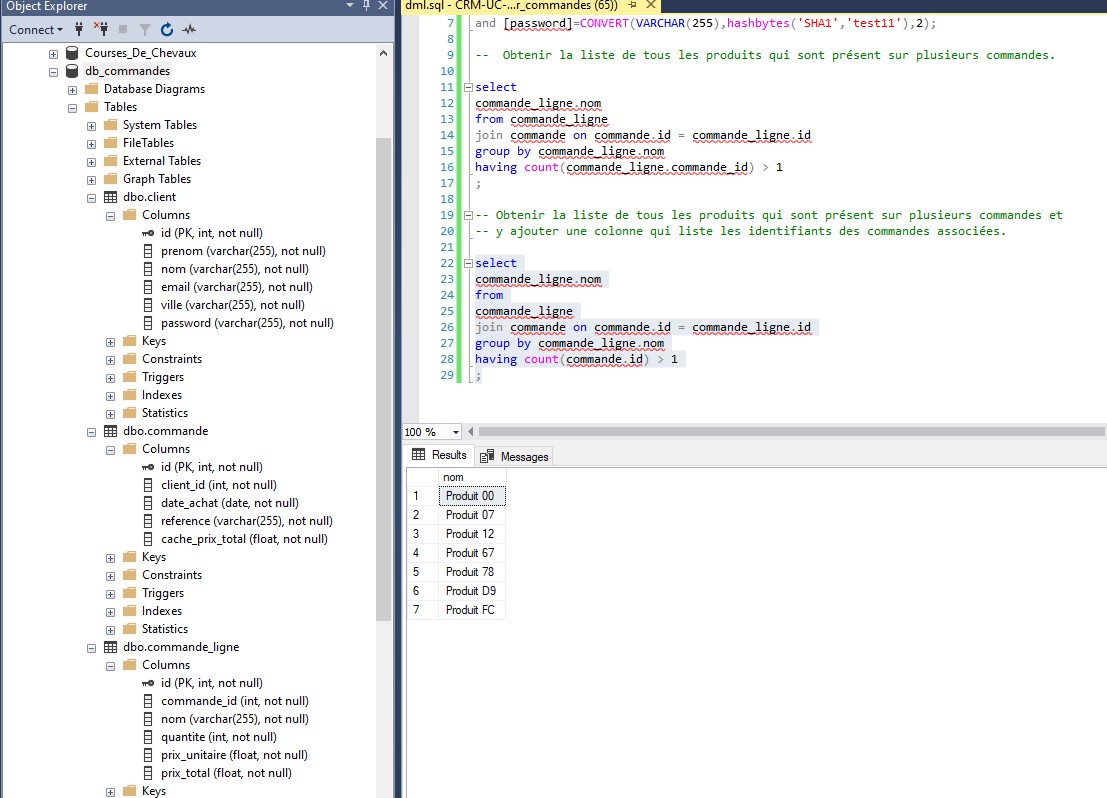 Object Explorer
Connect
Courses_De_Chevaux
db_commandes
Database Diagrams
Tables
System Tables
FileTables
External Tables
Graph Tables
dbo.client
Columns
id (PK, int, not null)
prenom (varchar(255), not null)
nom (varchar(255), not null)
email (varchar(255), not null)
ville (varchar(255), not null)
password (varchar(255), not null)
Keys
Constraints
Triggers
Indexes
Statistics
dbo.commande
Columns
id (PK, int, not null)
client_id (int, not null)
date_achat (date, not null)
reference (varchar(255), not null)
cache_prix_total (float, not null)
Keys
Constraints
Triggers
Indexes
Statistics
dbo.commande_ligne
Columns
id (PK, int, not null)
commande_id (int, not null)
nom (varchar(255), not null)
quantite (int, not null)
prix_unitaire (float, not null)
prix_total (float, not null)
Keys
dml.sql - CRM-UC-...r_commandes (65))
7 and [password]=CONVERT(VARCHAR(255),hashbytes('SHA1','test11'),2);
8
9 -- Obtenir la liste de tous les produits qui sont présent sur plusieurs commandes.
10
11 select
12 commande_ligne.nom
13 from commande_ligne
14 join commande on commande.id = commande_ligne.id
15 group by commande_ligne.nom
16 having count(commande_ligne.commande_id) > 1
17 ;
18
19 -- Obtenir la liste de tous les produits qui sont présent sur plusieurs commandes et
20 -- y ajouter une colonne qui liste les identifiants des commandes associées.
21
22 select
23 commande_ligne.nom
24 from
25 commande_ligne
26 join commande on commande.id = commande_ligne.id
27 group by commande_ligne.nom
28 having count(commande.id) > 1
29 ;
100 %
Results Messages
nom
1 Produit 00
2 Produit 07
3 Produit 12
4 Produit 67
5 Produit 78
6 Produit D9
7 Produit FC